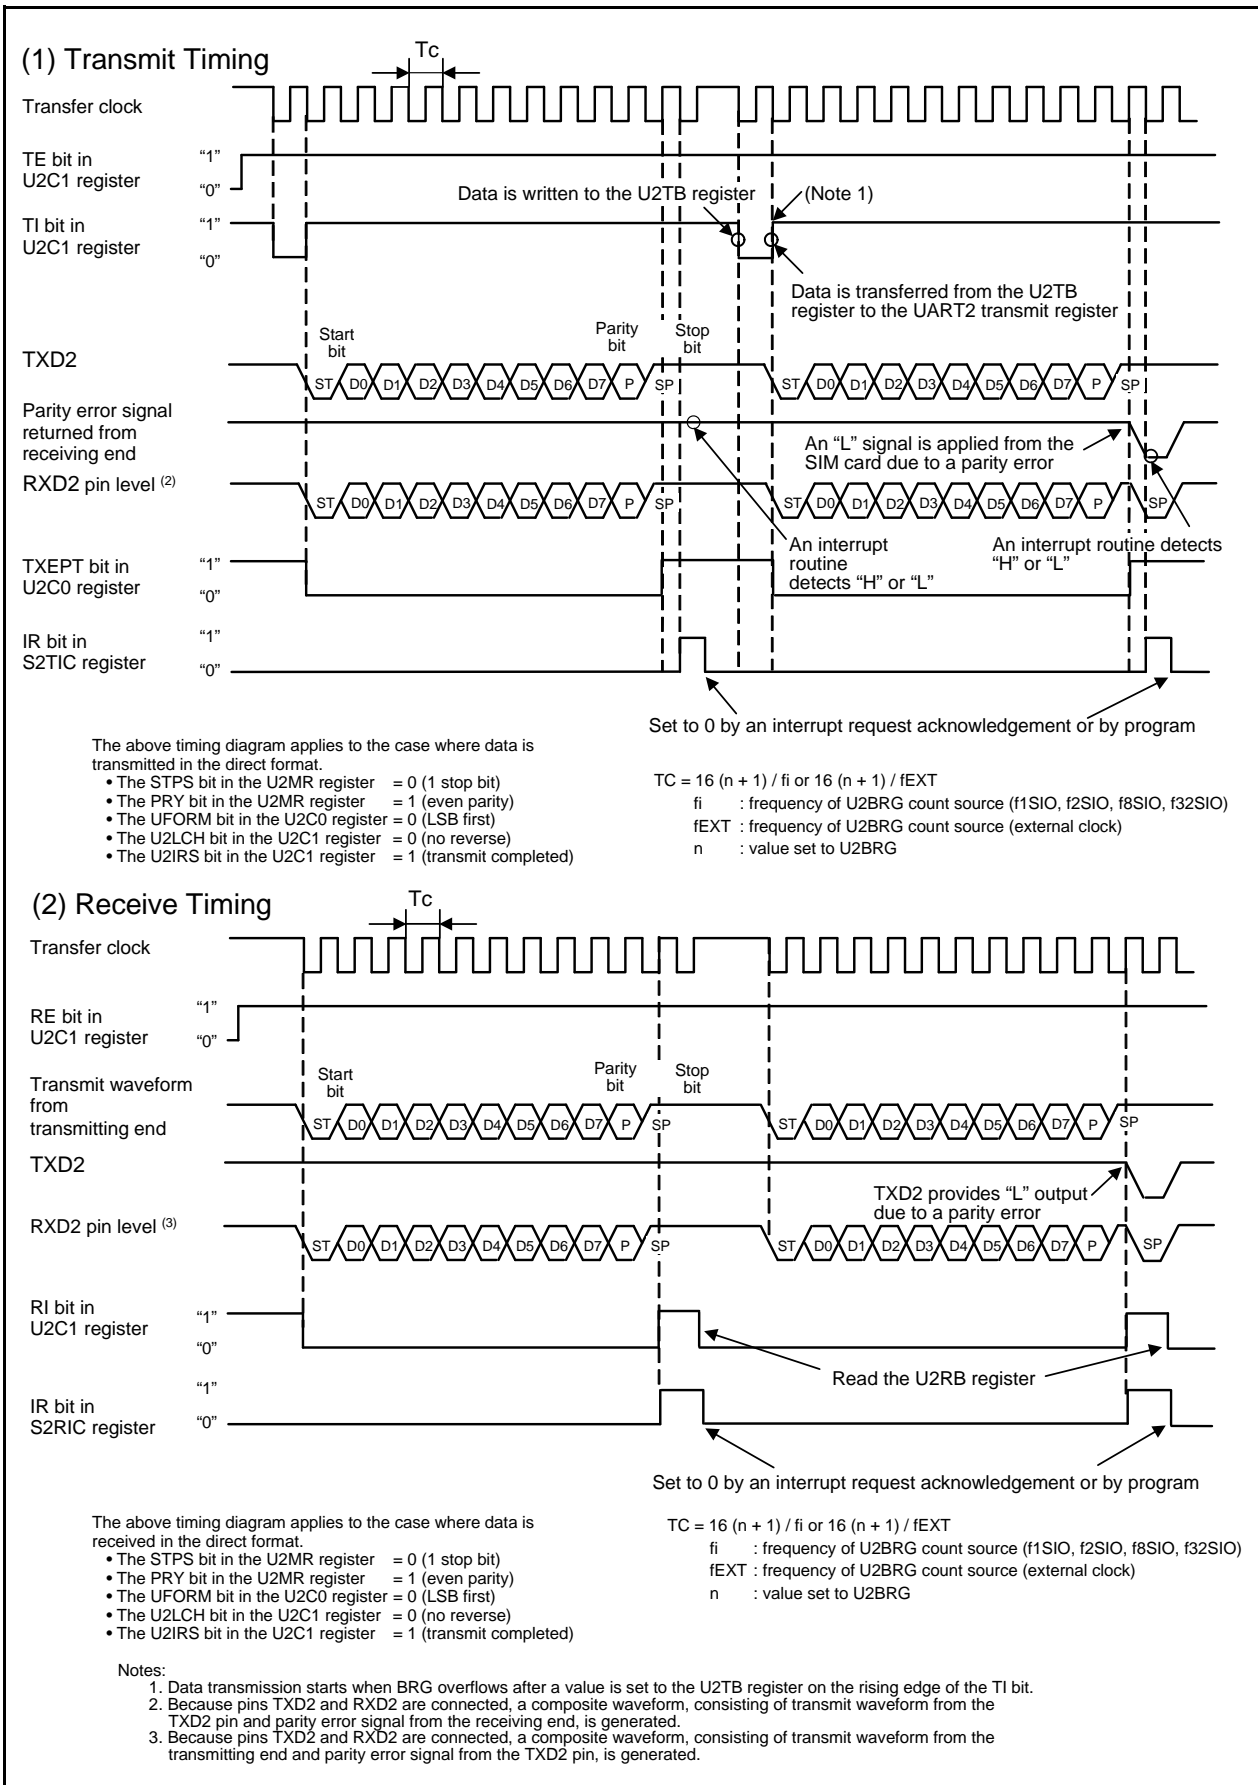 (1) Transmit Timing
Tc
Transfer clock
TE bit in
U2C1 register
“1”
“0”
Data is written to the U2TB register
(Note 1)
TI bit in
U2C1 register
“1”
“0”
Data is transferred from the U2TB
register to the UART2 transmit register
Start
bit
Parity
bit
Stop
bit
TXD2
ST D0 D1 D2 D3 D4 D5 D6 D7 P SP
ST D0 D1 D2 D3 D4 D5 D6 D7 P SP
Parity error signal
returned from
receiving end
An “L” signal is applied from the
SIM card due to a parity error
RXD2 pin level (2)
ST D0 D1 D2 D3 D4 D5 D6 D7 P SP
ST D0 D1 D2 D3 D4 D5 D6 D7 P SP
An interrupt
routine
detects “H” or “L”
An interrupt routine detects
“H” or “L”
TXEPT bit in
U2C0 register
“1”
“0”
IR bit in
S2TIC register
“1”
“0”
Set to 0 by an interrupt request acknowledgement or by program
The above timing diagram applies to the case where data is
transmitted in the direct format.
• The STPS bit in the U2MR register = 0 (1 stop bit)
• The PRY bit in the U2MR register = 1 (even parity)
• The UFORM bit in the U2C0 register = 0 (LSB first)
• The U2LCH bit in the U2C1 register = 0 (no reverse)
• The U2IRS bit in the U2C1 register = 1 (transmit completed)
TC = 16 (n + 1) / fi or 16 (n + 1) / fEXT
fi : frequency of U2BRG count source (f1SIO, f2SIO, f8SIO, f32SIO)
fEXT : frequency of U2BRG count source (external clock)
n : value set to U2BRG
(2) Receive Timing
Tc
Transfer clock
RE bit in
U2C1 register
“1”
“0”
Start
bit
Parity
bit
Stop
bit
Transmit waveform
from
transmitting end
ST D0 D1 D2 D3 D4 D5 D6 D7 P SP
ST D0 D1 D2 D3 D4 D5 D6 D7 P SP
TXD2
TXD2 provides “L” output
due to a parity error
RXD2 pin level (3)
ST D0 D1 D2 D3 D4 D5 D6 D7 P SP
ST D0 D1 D2 D3 D4 D5 D6 D7 P SP
RI bit in
U2C1 register
“1”
“0”
Read the U2RB register
IR bit in
S2RIC register
“1”
“0”
Set to 0 by an interrupt request acknowledgement or by program
The above timing diagram applies to the case where data is
received in the direct format.
• The STPS bit in the U2MR register = 0 (1 stop bit)
• The PRY bit in the U2MR register = 1 (even parity)
• The UFORM bit in the U2C0 register = 0 (LSB first)
• The U2LCH bit in the U2C1 register = 0 (no reverse)
• The U2IRS bit in the U2C1 register = 1 (transmit completed)
TC = 16 (n + 1) / fi or 16 (n + 1) / fEXT
fi : frequency of U2BRG count source (f1SIO, f2SIO, f8SIO, f32SIO)
fEXT : frequency of U2BRG count source (external clock)
n : value set to U2BRG
Notes:
1. Data transmission starts when BRG overflows after a value is set to the U2TB register on the rising edge of the TI bit.
2. Because pins TXD2 and RXD2 are connected, a composite waveform, consisting of transmit waveform from the
TXD2 pin and parity error signal from the receiving end, is generated.
3. Because pins TXD2 and RXD2 are connected, a composite waveform, consisting of transmit waveform from the
transmitting end and parity error signal from the TXD2 pin, is generated.